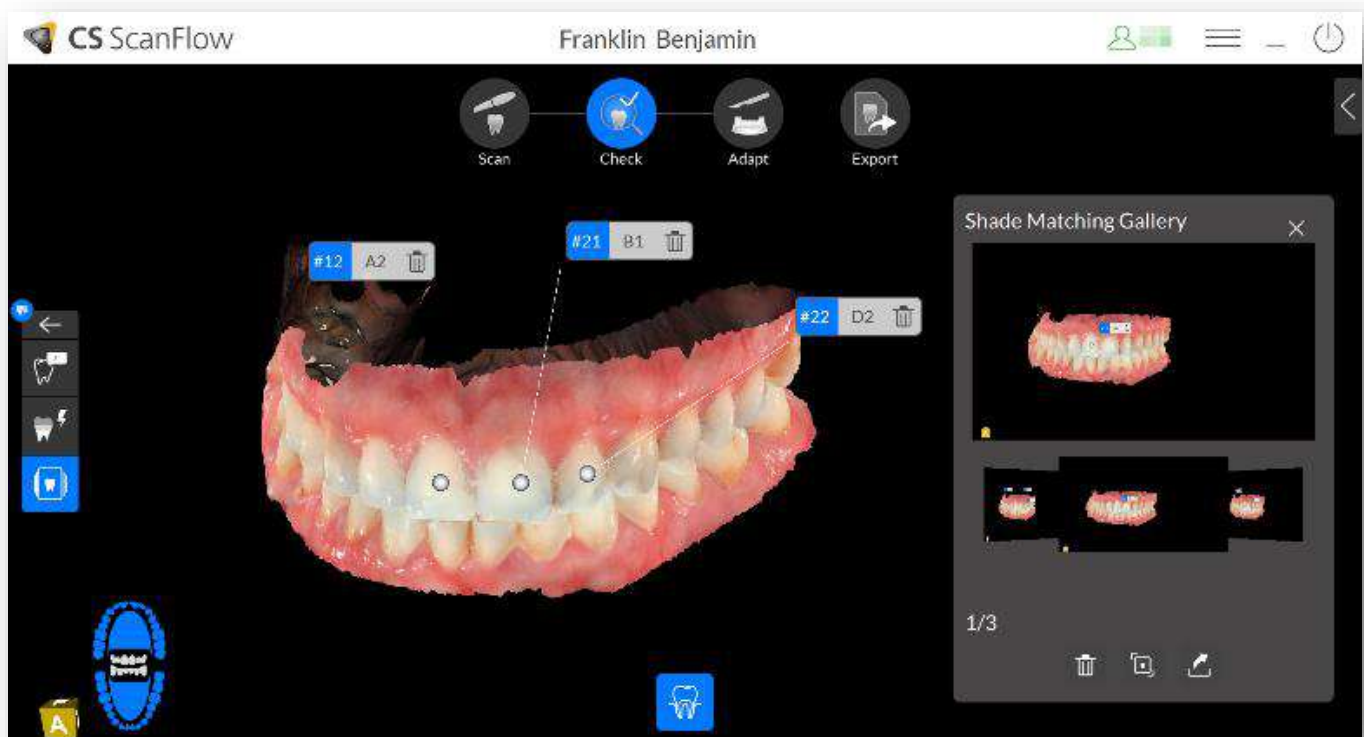 CS ScanFlow
Franklin Benjamin
Scan
Check
Adapt
Export
Shade Matching Gallery
#12 A2
#21 B1
#22 D2
1/3
A